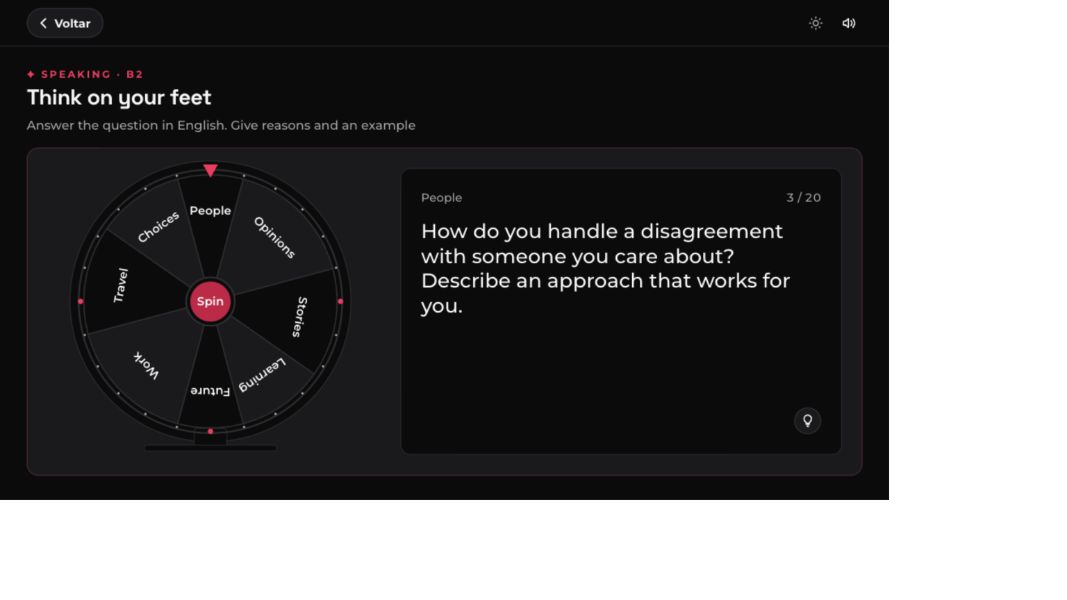 Voltar
SPEAKING · B2
Think on your feet
Answer the question in English. Give reasons and an example
People
Opinions
Stories
Learning
Future
Work
Travel
Choices
Spin
People
3 / 20
How do you handle a disagreement
with someone you care about?
Describe an approach that works for
you.